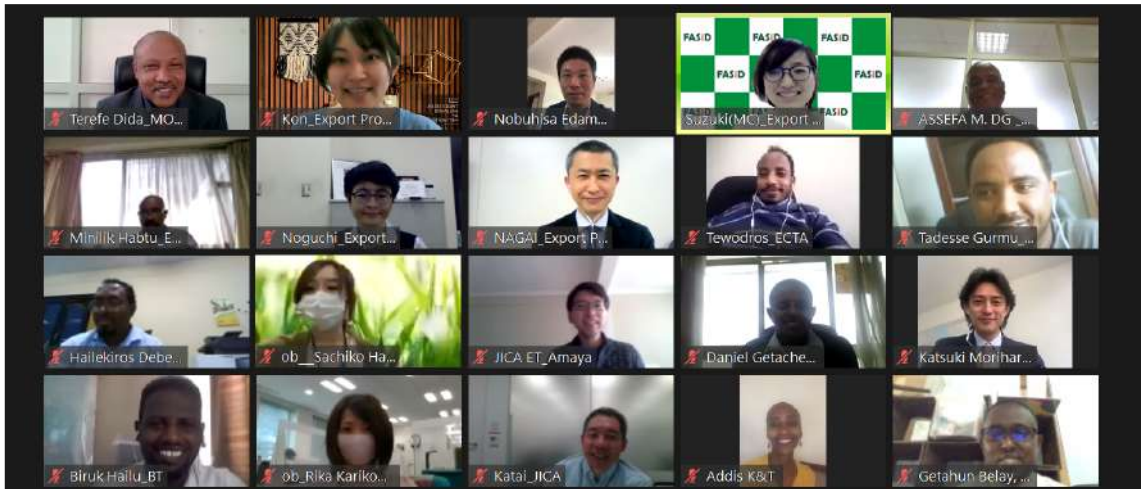 Terefe Dida_MO...
Kon_Export Pro...
Nobuhisa Edam...
FASID FASID
FASID FASID
FASID
Suzuki(MC)_Export ...
ASSEFA M. DG _...
Minilik Habtu_E...
Noguchi_Export...
NAGAI_Export P...
Tewodros_ECTA
Tadesse Gurmu_...
Hailekiros Debe...
ob__Sachiko Ha...
JICA ET_Amaya
Daniel Getache...
Katsuki Morihar...
Biruk Hailu_BT
ob_Rika Kariko...
Katai_JICA
Addis K&T
Getahun Belay, ...